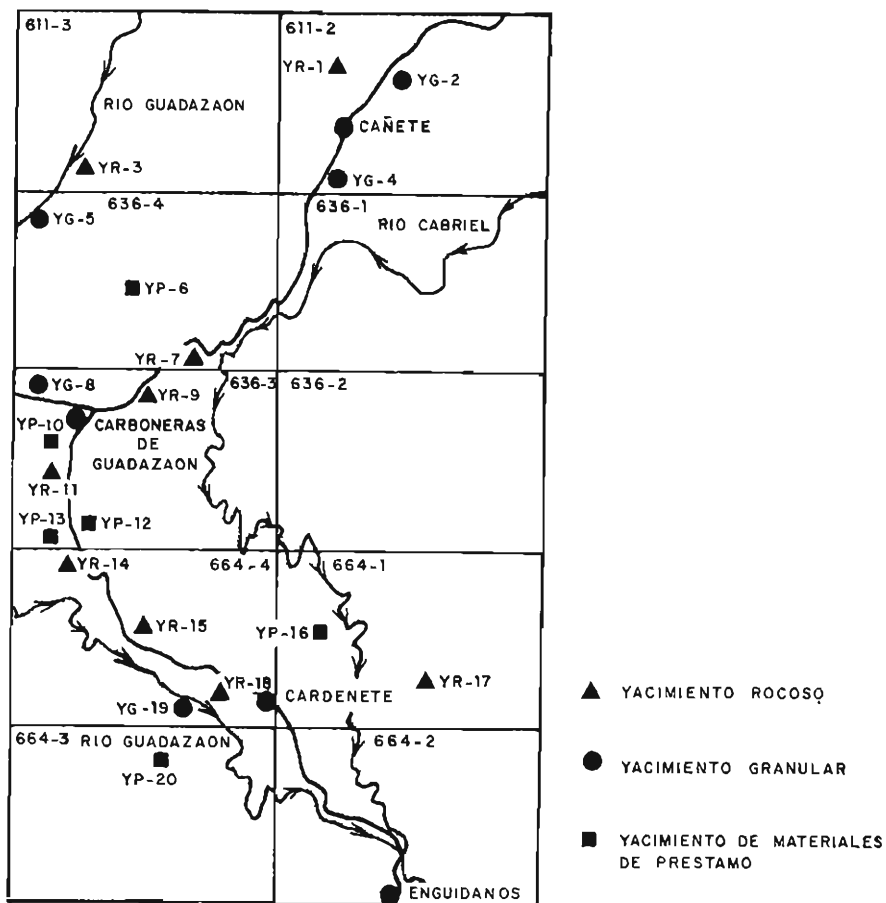 611-3
611-2
YR-1
YG-2
RIO GUADAZAON
CAÑETE
YR-3
YG-4
636-4
636-1
YG-5
RIO CABRIEL
YP-6
YR-7
636-3
636-2
YG-8
YR-9
YP-10
CARBONERAS
DE
GUADAZAON
YR-11
YP-13
YP-12
664-4
664-1
YR-14
YR-15
YP-16
YR-18
YR-17
CARDENETE
YG-19
664-3
RIO GUADAZAON
664-2
YP-20
ENGUIDANOS
YACIMIENTO ROCOSO
YACIMIENTO GRANULAR
YACIMIENTO DE MATERIALES
DE PRESTAMO